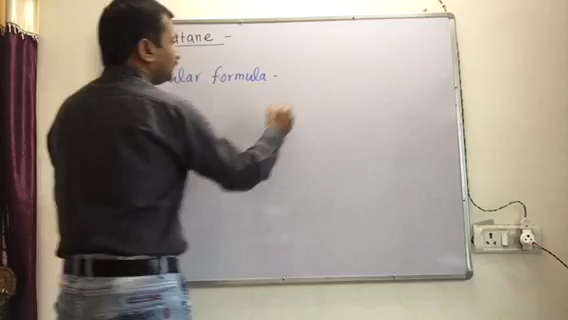 atane -
ular formula -